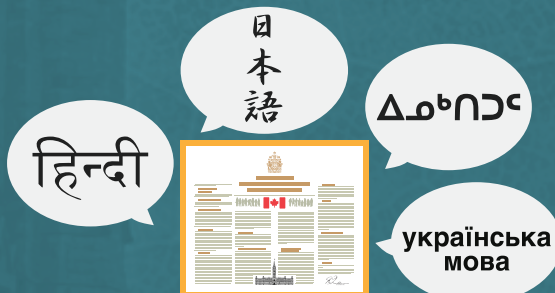 हिन्दी
日
本
語
ᐃᓄᒃᑎᑐᑦ
українська
мова